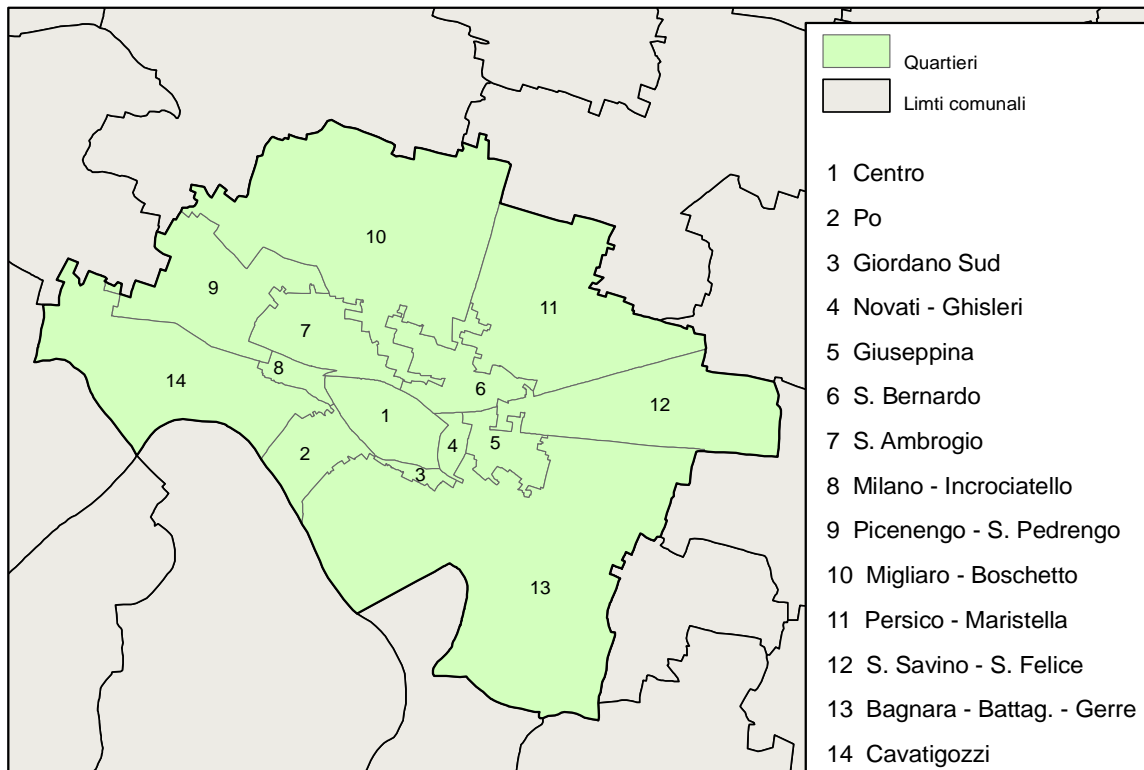 Quartieri
Limti comunali
1 Centro
2 Po
3 Giordano Sud
4 Novati - Ghisleri
5 Giuseppina
6 S. Bernardo
7 S. Ambrogio
8 Milano - Incrociatello
9 Picenengo - S. Pedrengo
10 Migliaro - Boschetto
11 Persico - Maristella
12 S. Savino - S. Felice
13 Bagnara - Battag. - Gerre
14 Cavatigozzi
10
9
11
7
8
14
6
12
1
5
4
2
3
13